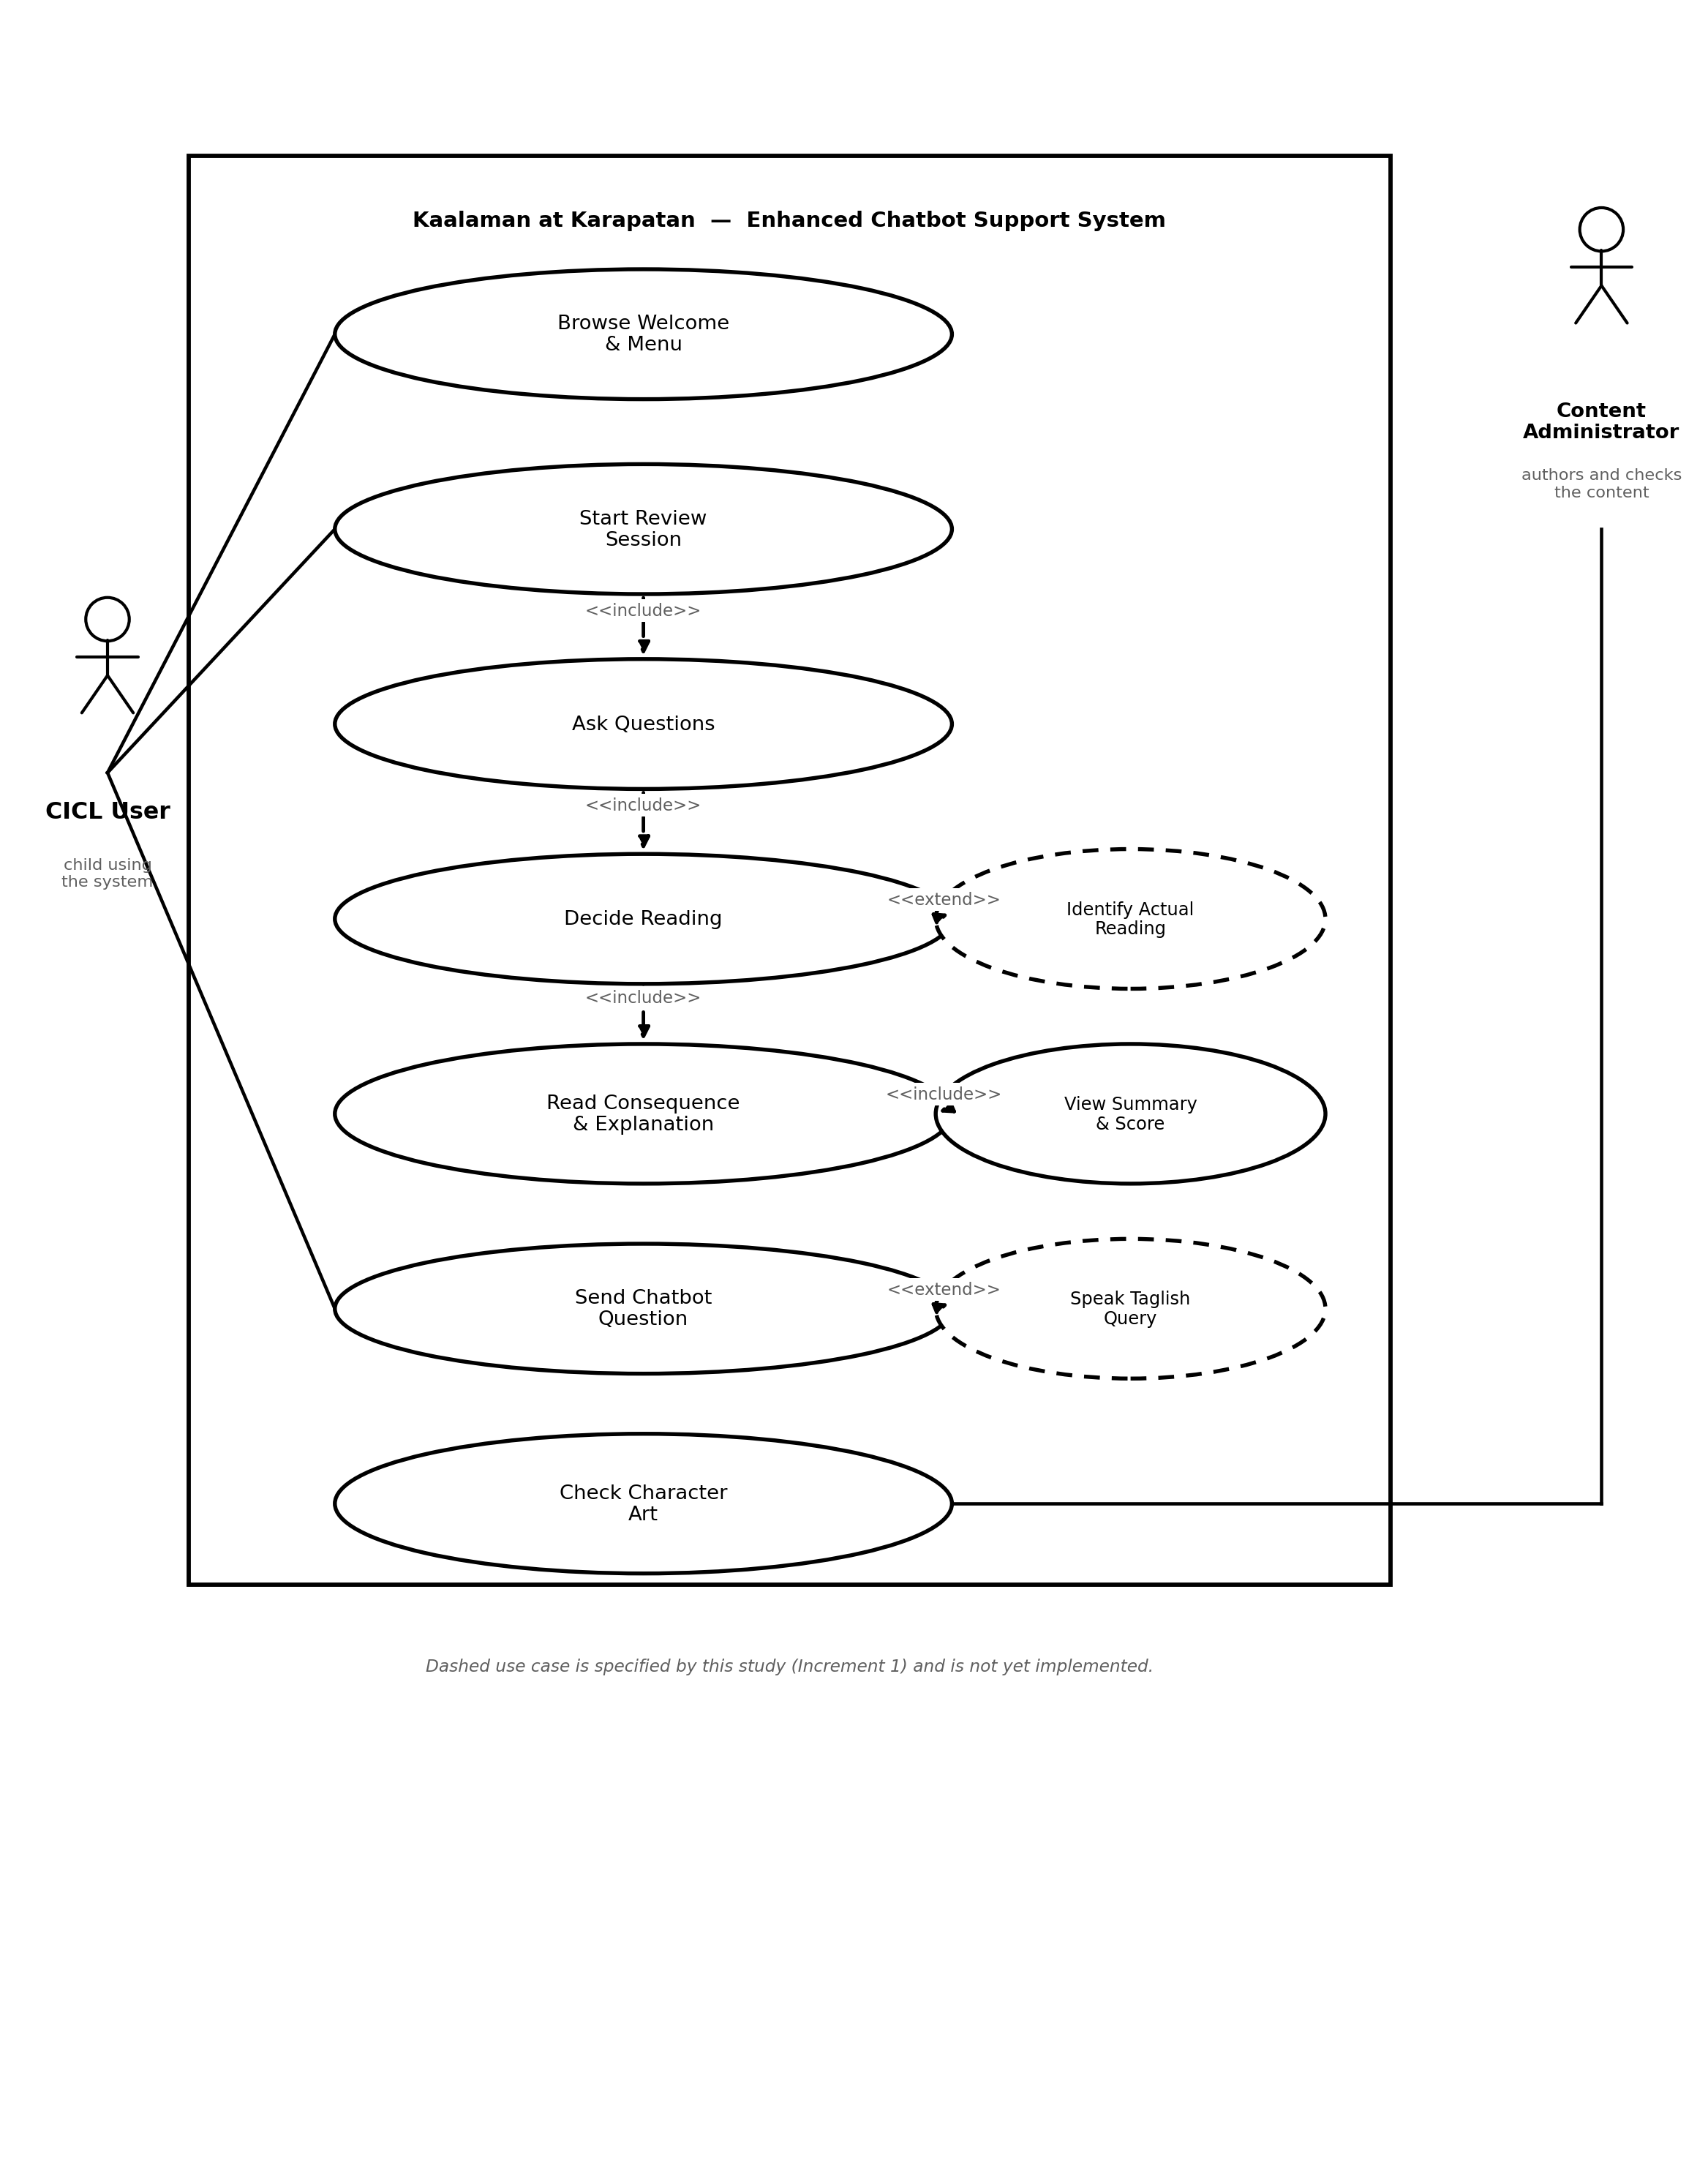 Kaalaman at Karapatan — Enhanced Chatbot Support System
Browse Welcome
& Menu
Content
Administrator
authors and checks
the content
Start Review
Session
<<include>>
Ask Questions
<<include>>
CICL User
child using
the system
Decide Reading
<<extend>>
Identify Actual
Reading
<<include>>
Read Consequence
& Explanation
<<include>>
View Summary
& Score
Send Chatbot
Question
<<extend>>
Speak Taglish
Query
Check Character
Art
Dashed use case is specified by this study (Increment 1) and is not yet implemented.